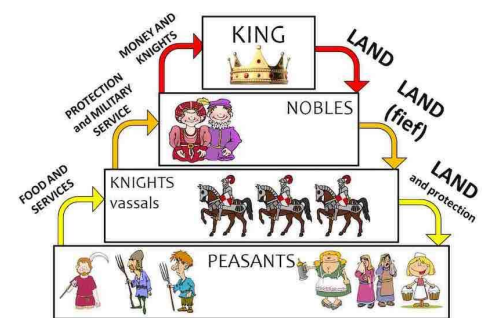 MONEY AND
KNIGHTS
KING
LAND
PROTECTION
and MILITARY
SERVICE
NOBLES
LAND
(fief)
FOOD AND
SERVICES
KNIGHTS
vassals
LAND
and protection
PEASANTS